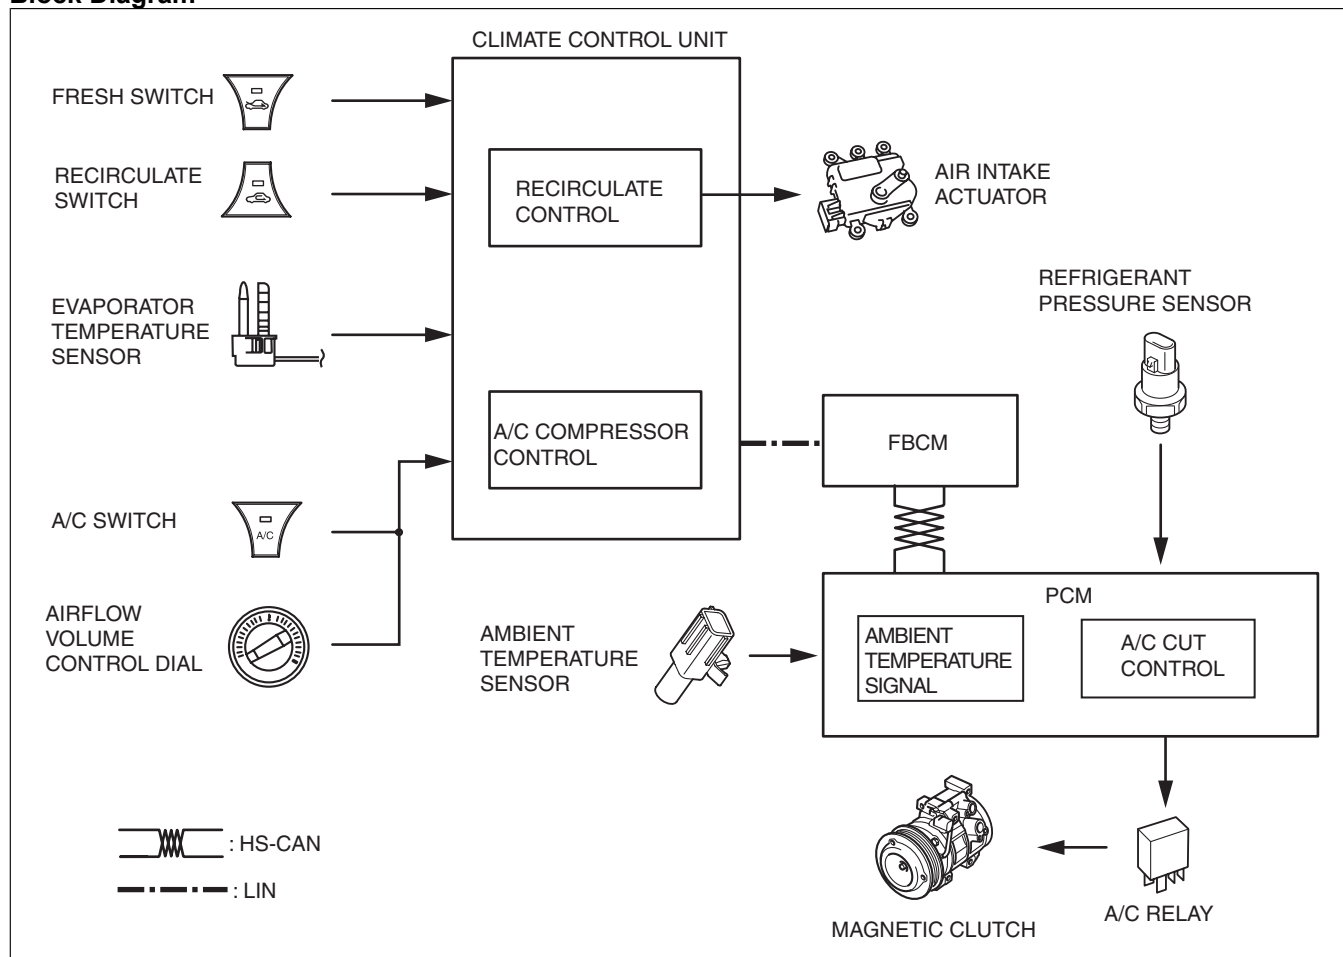 Block Diagram
CLIMATE CONTROL UNIT
FRESH SWITCH
RECIRCULATE
SWITCH
RECIRCULATE
CONTROL
AIR INTAKE
ACTUATOR
EVAPORATOR
TEMPERATURE
SENSOR
REFRIGERANT
PRESSURE SENSOR
A/C COMPRESSOR
CONTROL
FBCM
A/C SWITCH
A/C
AIRFLOW
VOLUME
CONTROL DIAL
AMBIENT
TEMPERATURE
SENSOR
PCM
AMBIENT
TEMPERATURE
SIGNAL
A/C CUT
CONTROL
: HS-CAN
: LIN
MAGNETIC CLUTCH
A/C RELAY